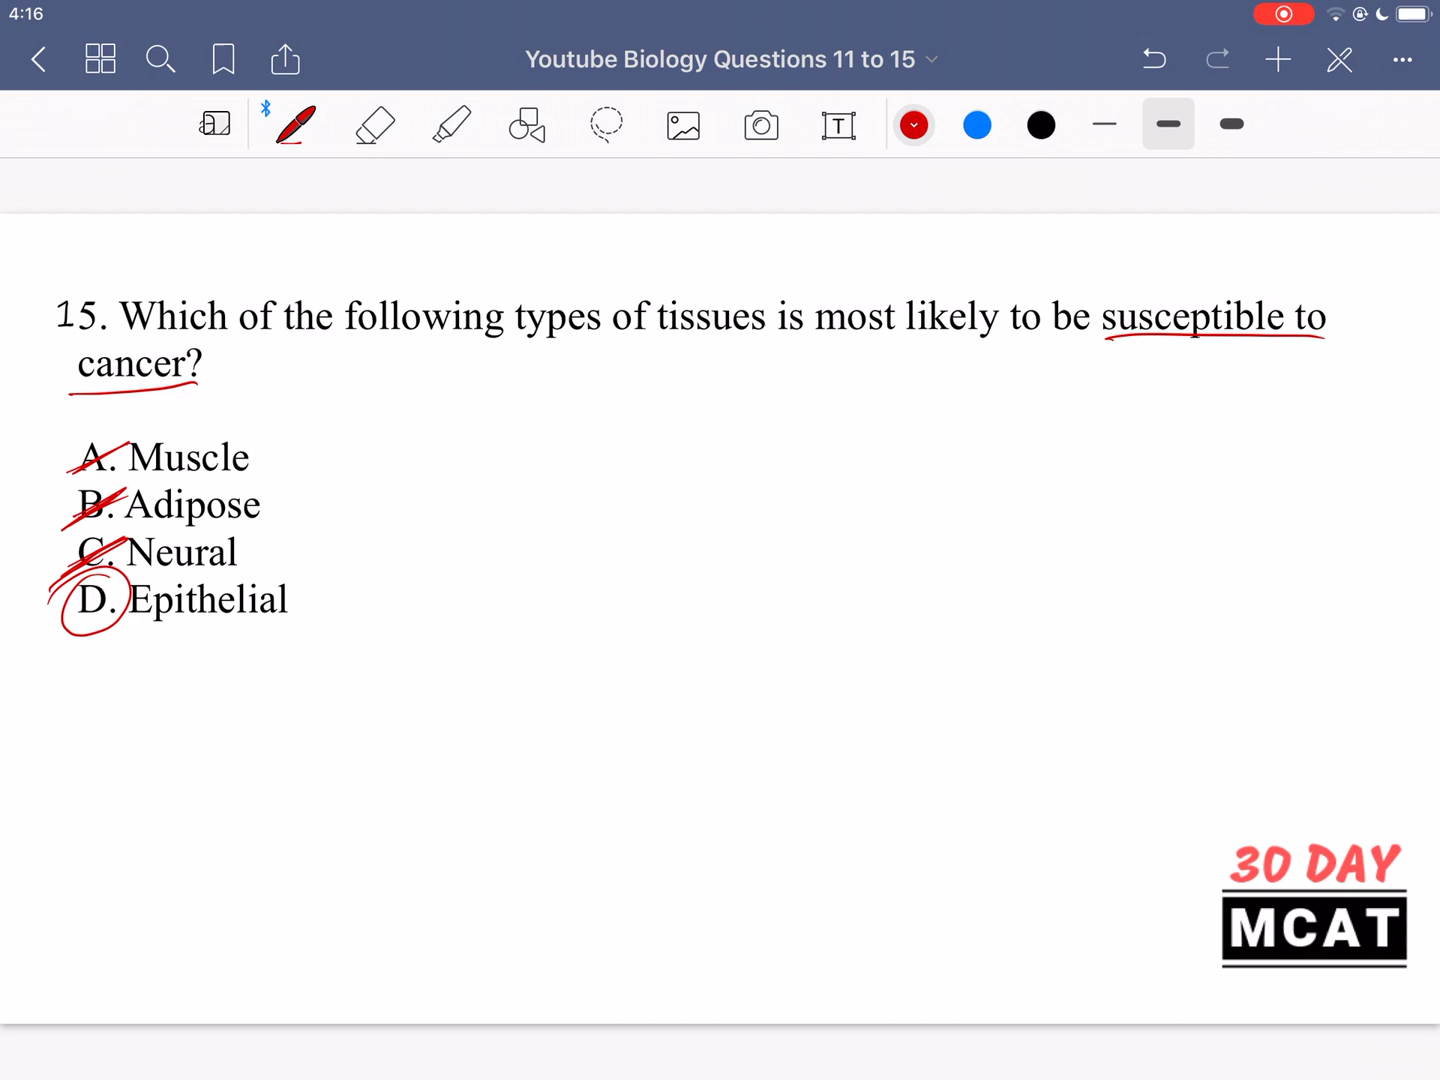 4:16
Youtube Biology Questions 11 to 15
T
15. Which of the following types of tissues is most likely to be susceptible to
cancer?
A. Muscle
B. Adipose
C. Neural
D. Epithelial
30 DAY
MCAT